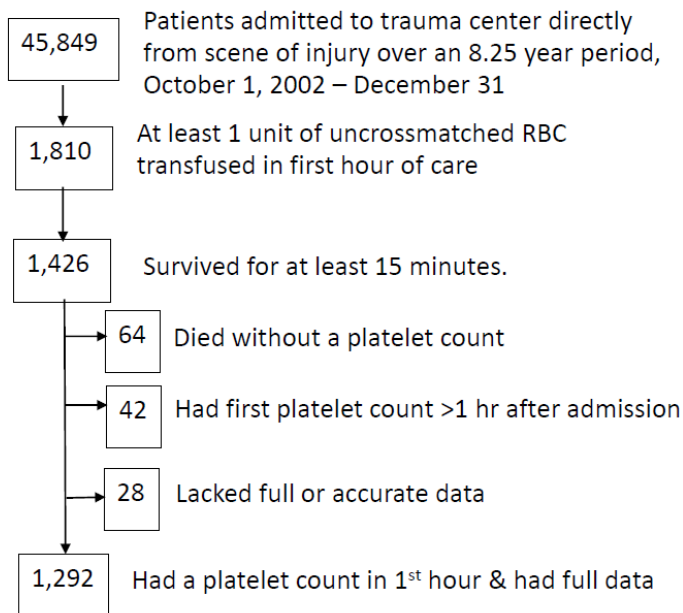 45,849
Patients admitted to trauma center directly
from scene of injury over an 8.25 year period,
October 1, 2002 – December 31
1,810
At least 1 unit of uncrossmatched RBC
transfused in first hour of care
1,426
Survived for at least 15 minutes.
64
Died without a platelet count
42
Had first platelet count >1 hr after admission
28
Lacked full or accurate data
1,292
Had a platelet count in 1st hour & had full data